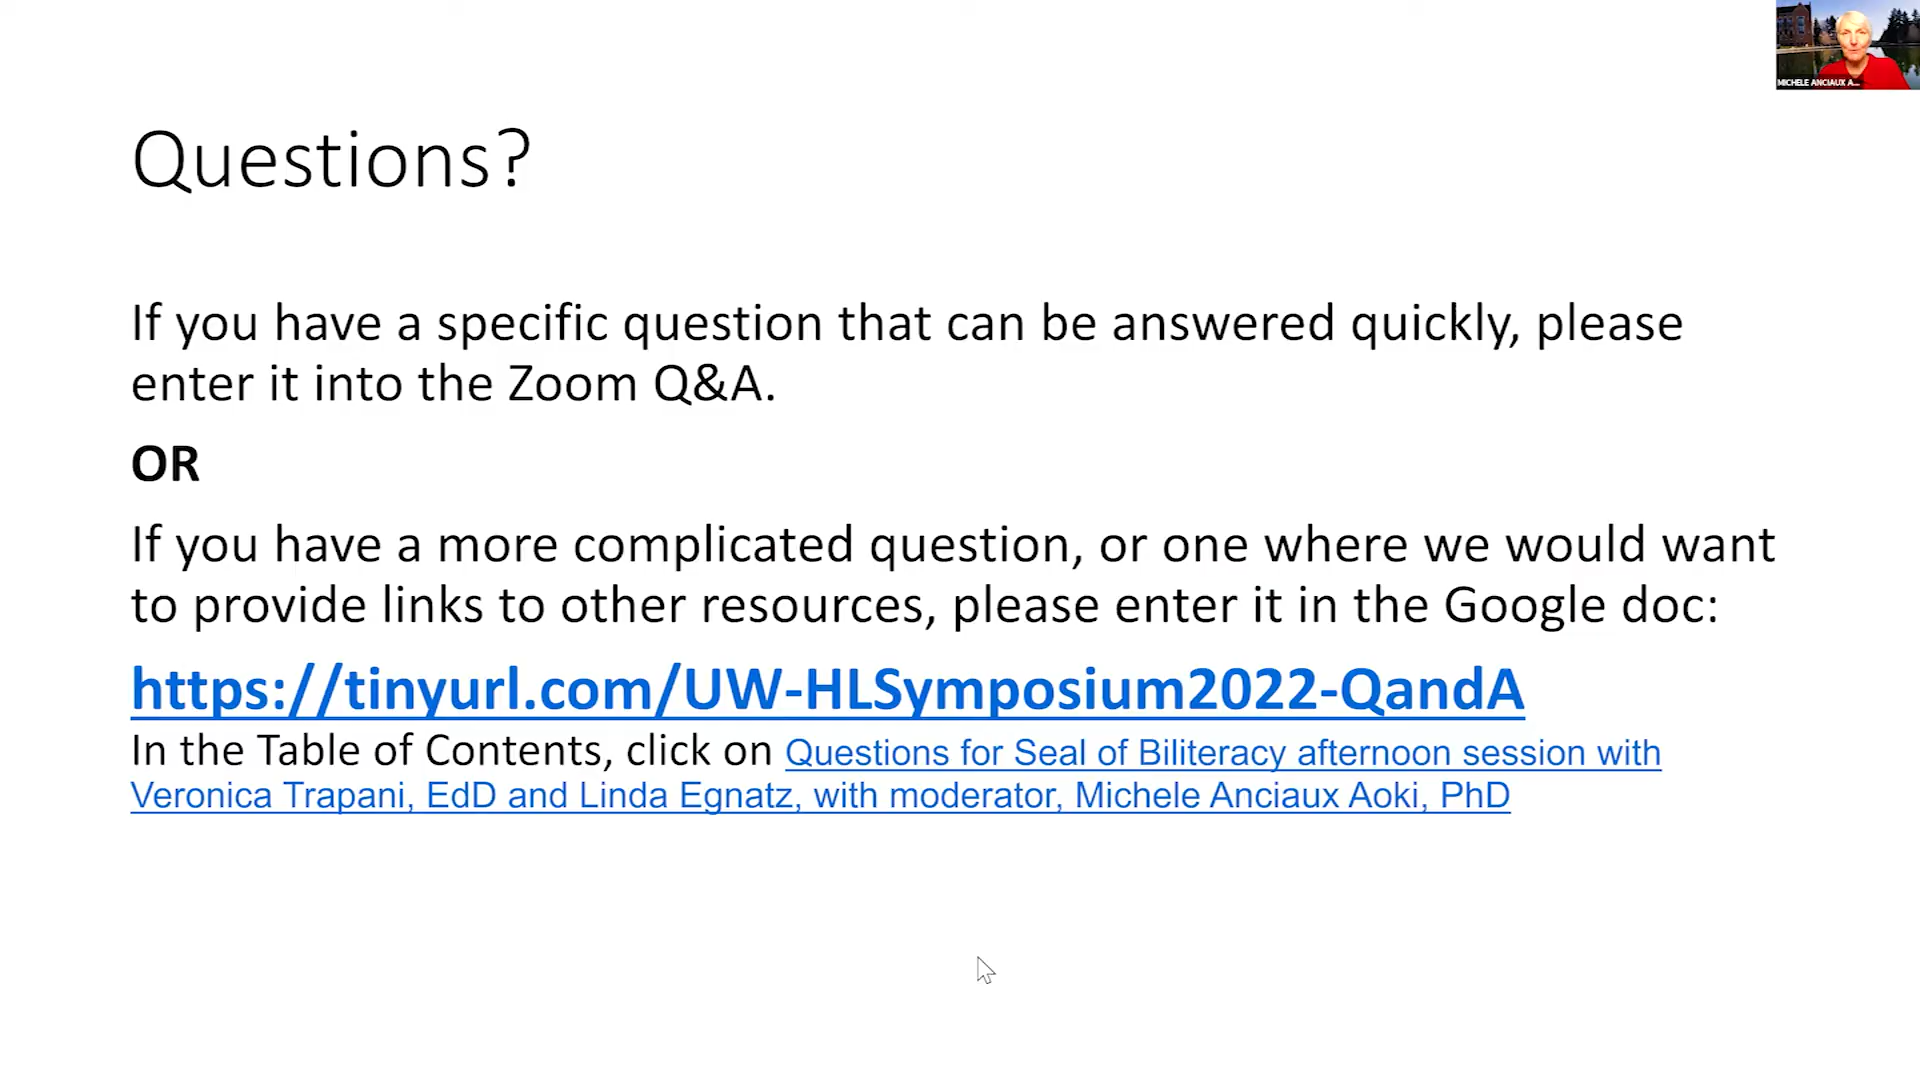 MICHELE ANCIAUX A...
Questions?
If you have a specific question that can be answered quickly, please
enter it into the Zoom Q&A.
OR
If you have a more complicated question, or one where we would want
to provide links to other resources, please enter it in the Google doc:
https://tinyurl.com/UW-HLSymposium2022-QandA
In the Table of Contents, click on Questions for Seal of Biliteracy afternoon session with
Veronica Trapani, EdD and Linda Egnatz, with moderator, Michele Anciaux Aoki, PhD